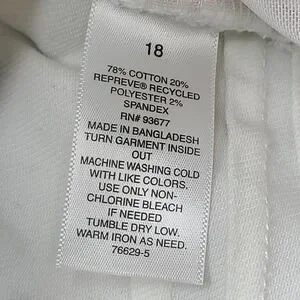 18
78% COTTON 20%
REPREVE® RECYCLED
POLYESTER 2%
SPANDEX
RN# 93677
MADE IN BANGLADESH
TURN GARMENT INSIDE
OUT
MACHINE WASHING COLD
WITH LIKE COLORS.
USE ONLY NON-
CHLORINE BLEACH
IF NEEDED
TUMBLE DRY LOW.
WARM IRON AS NEED.
76629-5